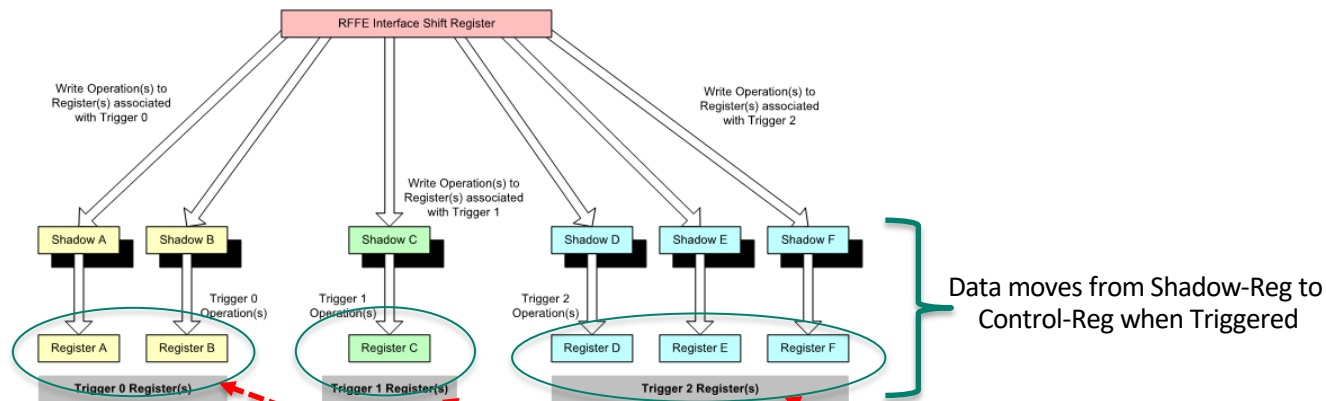 RFFE Interface Shift Register
Write Operation(s) to
Register(s) associated
with Trigger 0
Write Operation(s) to
Register(s) associated
with Trigger 2
Write Operation(s) to
Register(s) associated
with Trigger 1
Shadow A
Shadow B
Shadow C
Shadow D
Shadow E
Shadow F
Data moves from Shadow-Reg to
Control-Reg when Triggered
Trigger 0
Operation(s)
Trigger 1
Operation(s)
Trigger 2
Operation(s)
Register A
Register B
Register C
Register D
Register E
Register F
Trigger 0 Register(s)
Trigger 1 Register(s)
Trigger 2 Register(s)